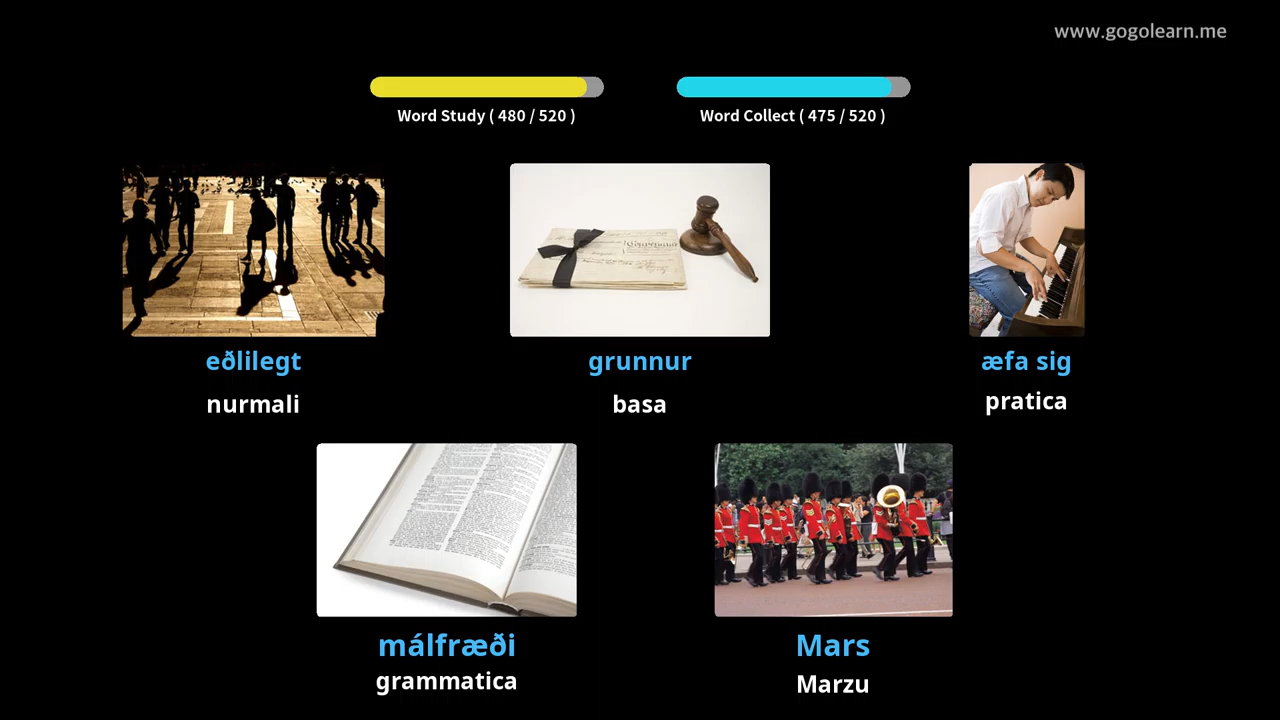 www.gogolearn.me
Word Study ( 480 / 520 )
Word Collect ( 475 / 520 )
eðlilegt
grunnur
æfa sig
nurmali
basa
pratica
málfræði
Mars
grammatica
Marzu